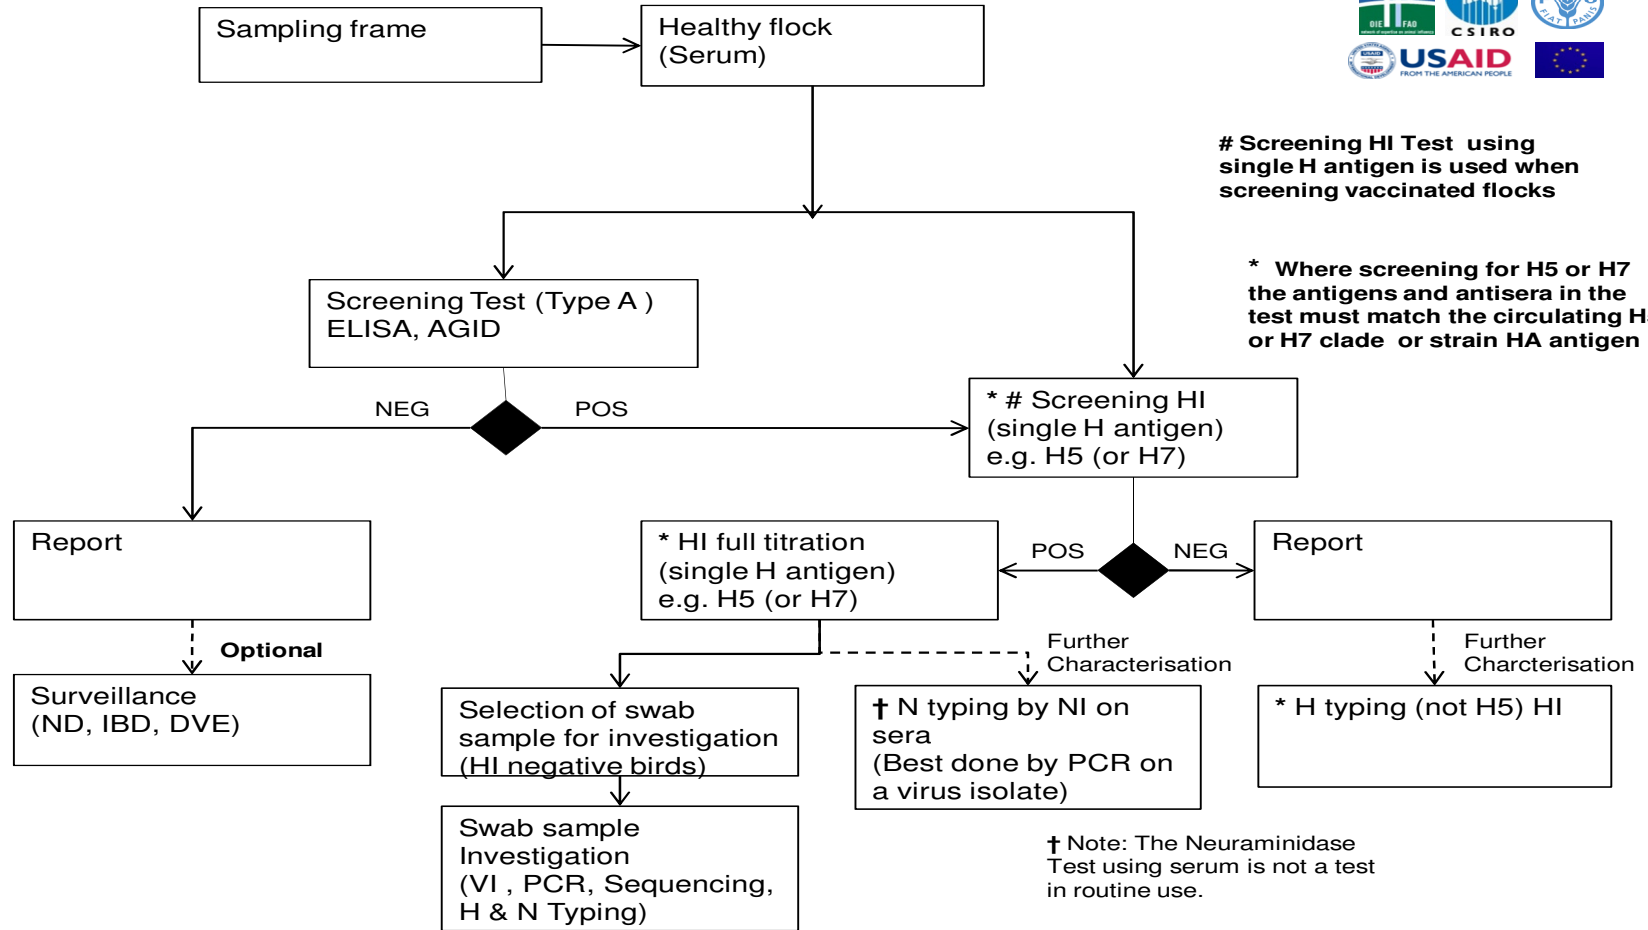 Sampling frame
Healthy flock
(Serum)
OIE FAO
CSIRO
FIAT PANIS
USAID
FROM THE AMERICAN PEOPLE
# Screening HI Test using
single H antigen is used when
screening vaccinated flocks
* Where screening for H5 or H7
the antigens and antisera in the
test must match the circulating H
or H7 clade or strain HA antigen
Screening Test (Type A )
ELISA, AGID
NEG
POS
* # Screening HI
(single H antigen)
e.g. H5 (or H7)
Report
* HI full titration
(single H antigen)
e.g. H5 (or H7)
POS
NEG
Report
Optional
Further
Characterisation
Further
Charcterisation
Surveillance
(ND, IBD, DVE)
Selection of swab
sample for investigation
(HI negative birds)
† N typing by NI on
sera
(Best done by PCR on
a virus isolate)
* H typing (not H5) HI
Swab sample
Investigation
(VI , PCR, Sequencing,
H & N Typing)
† Note: The Neuraminidase
Test using serum is not a test
in routine use.